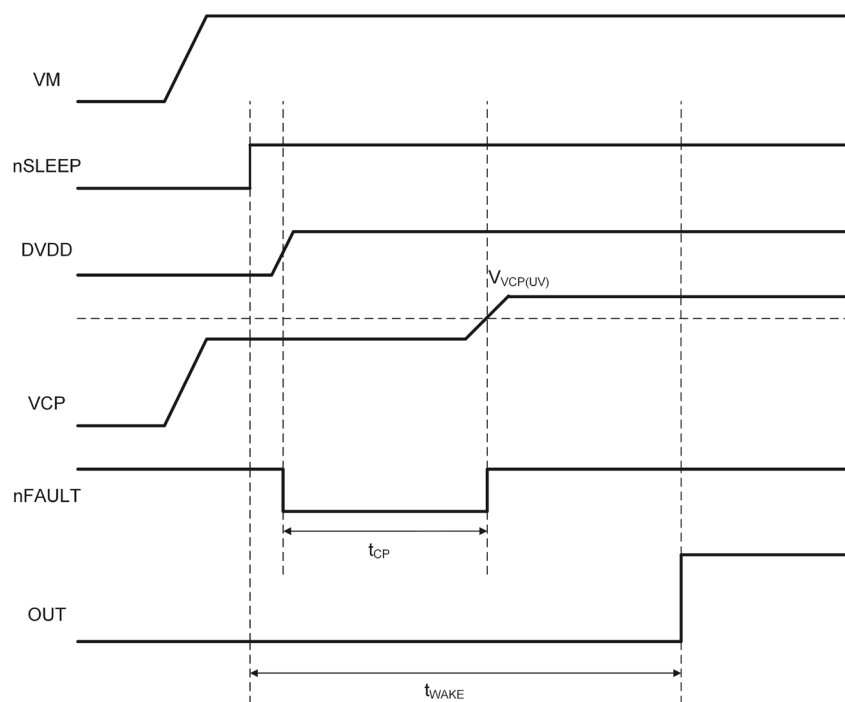 VM
nSLEEP
DVDD
VVCP(UV)
VCP
nFAULT
tCP
OUT
tWAKE